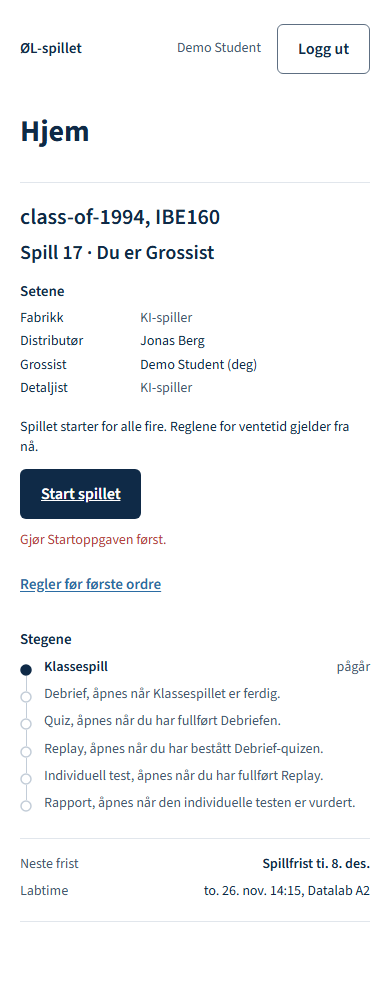 ØL-spillet
Demo Student
Logg ut
Hjem
class-of-1994, IBE160
Spill 17 · Du er Grossist
Setene
Fabrikk KI-spiller
Distributør Jonas Berg
Grossist Demo Student (deg)
Detaljist KI-spiller
Spillet starter for alle fire. Reglene for ventetid gjelder fra
nå.
Start spillet
Gjør Startoppgaven først.
Regler før første ordre
Stegene
Klassespill pågår
Debrief, åpnes når Klassespillet er ferdig.
Quiz, åpnes når du har fullført Debriefen.
Replay, åpnes når du har bestått Debrief-quizen.
Individuell test, åpnes når du har fullført Replay.
Rapport, åpnes når den individuelle testen er vurdert.
Neste frist Spillfrist ti. 8. des.
Labtime to. 26. nov. 14:15, Datalab A2